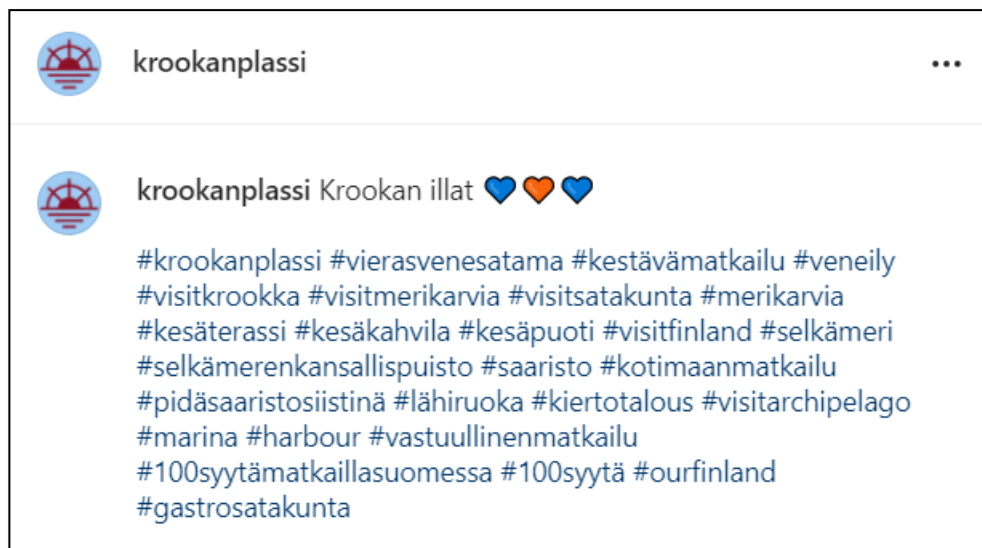 krookanplassi
krookanplassi Krookan illat 💙🧡💙
#krookanplassi #vierasvenesatama #kestävämatkailu #veneily
#visitkrookka #visitmerikarvia #visitsatakunta #merikarvia
#kesäterassi #kesäkahvila #kesäpuoti #visitfinland #selkämeri
#selkämerenkansallispuisto #saaristo #kotimaanmatkailu
#pidäsaaristosiistinä #lähiruoka #kiertotalous #visitarchipelago
#marina #harbour #vastuullinenmatkailu
#100syytämatkaillasuomessa #100syytä #ourfinland
#gastrosatakunta